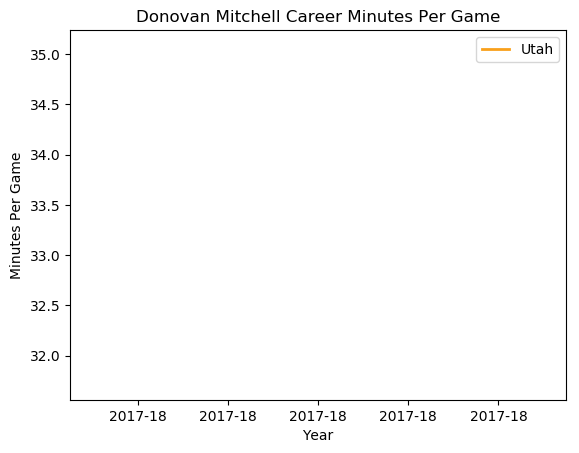 Donovan Mitchell Career Minutes Per Game
Utah
35.0
34.5
34.0
33.5
33.0
32.5
32.0
Minutes Per Game
2017-18 2017-18 2017-18 2017-18 2017-18
Year